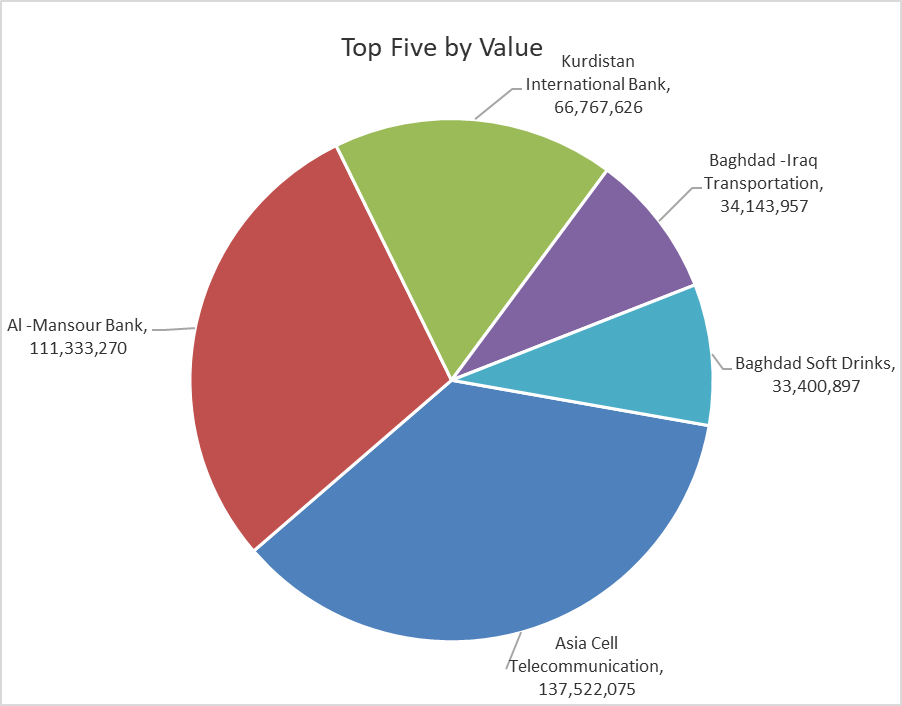 Top Five by Value
Kurdistan
International Bank,
66,767,626
Baghdad -Iraq
Transportation,
34,143,957
Baghdad Soft Drinks,
33,400,897
Asia Cell
Telecommunication,
137,522,075
Al -Mansour Bank,
111,333,270